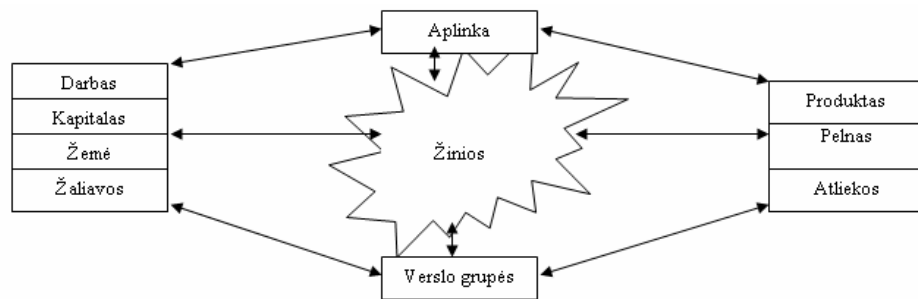 Aplinka
Darbas
Kapitalas
Žemė
Žaliavos
Žinios
Produktas
Pelnas
Atliekos
Verslo grupės